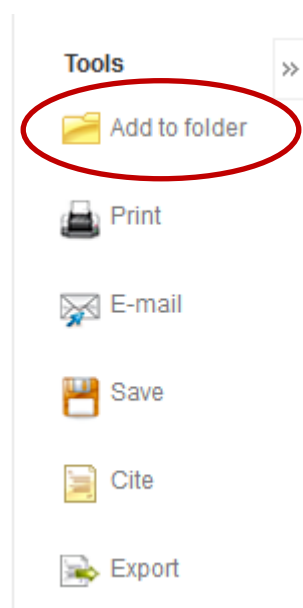 Tools »
Add to folder
Print
E-mail
Save
Cite
Export